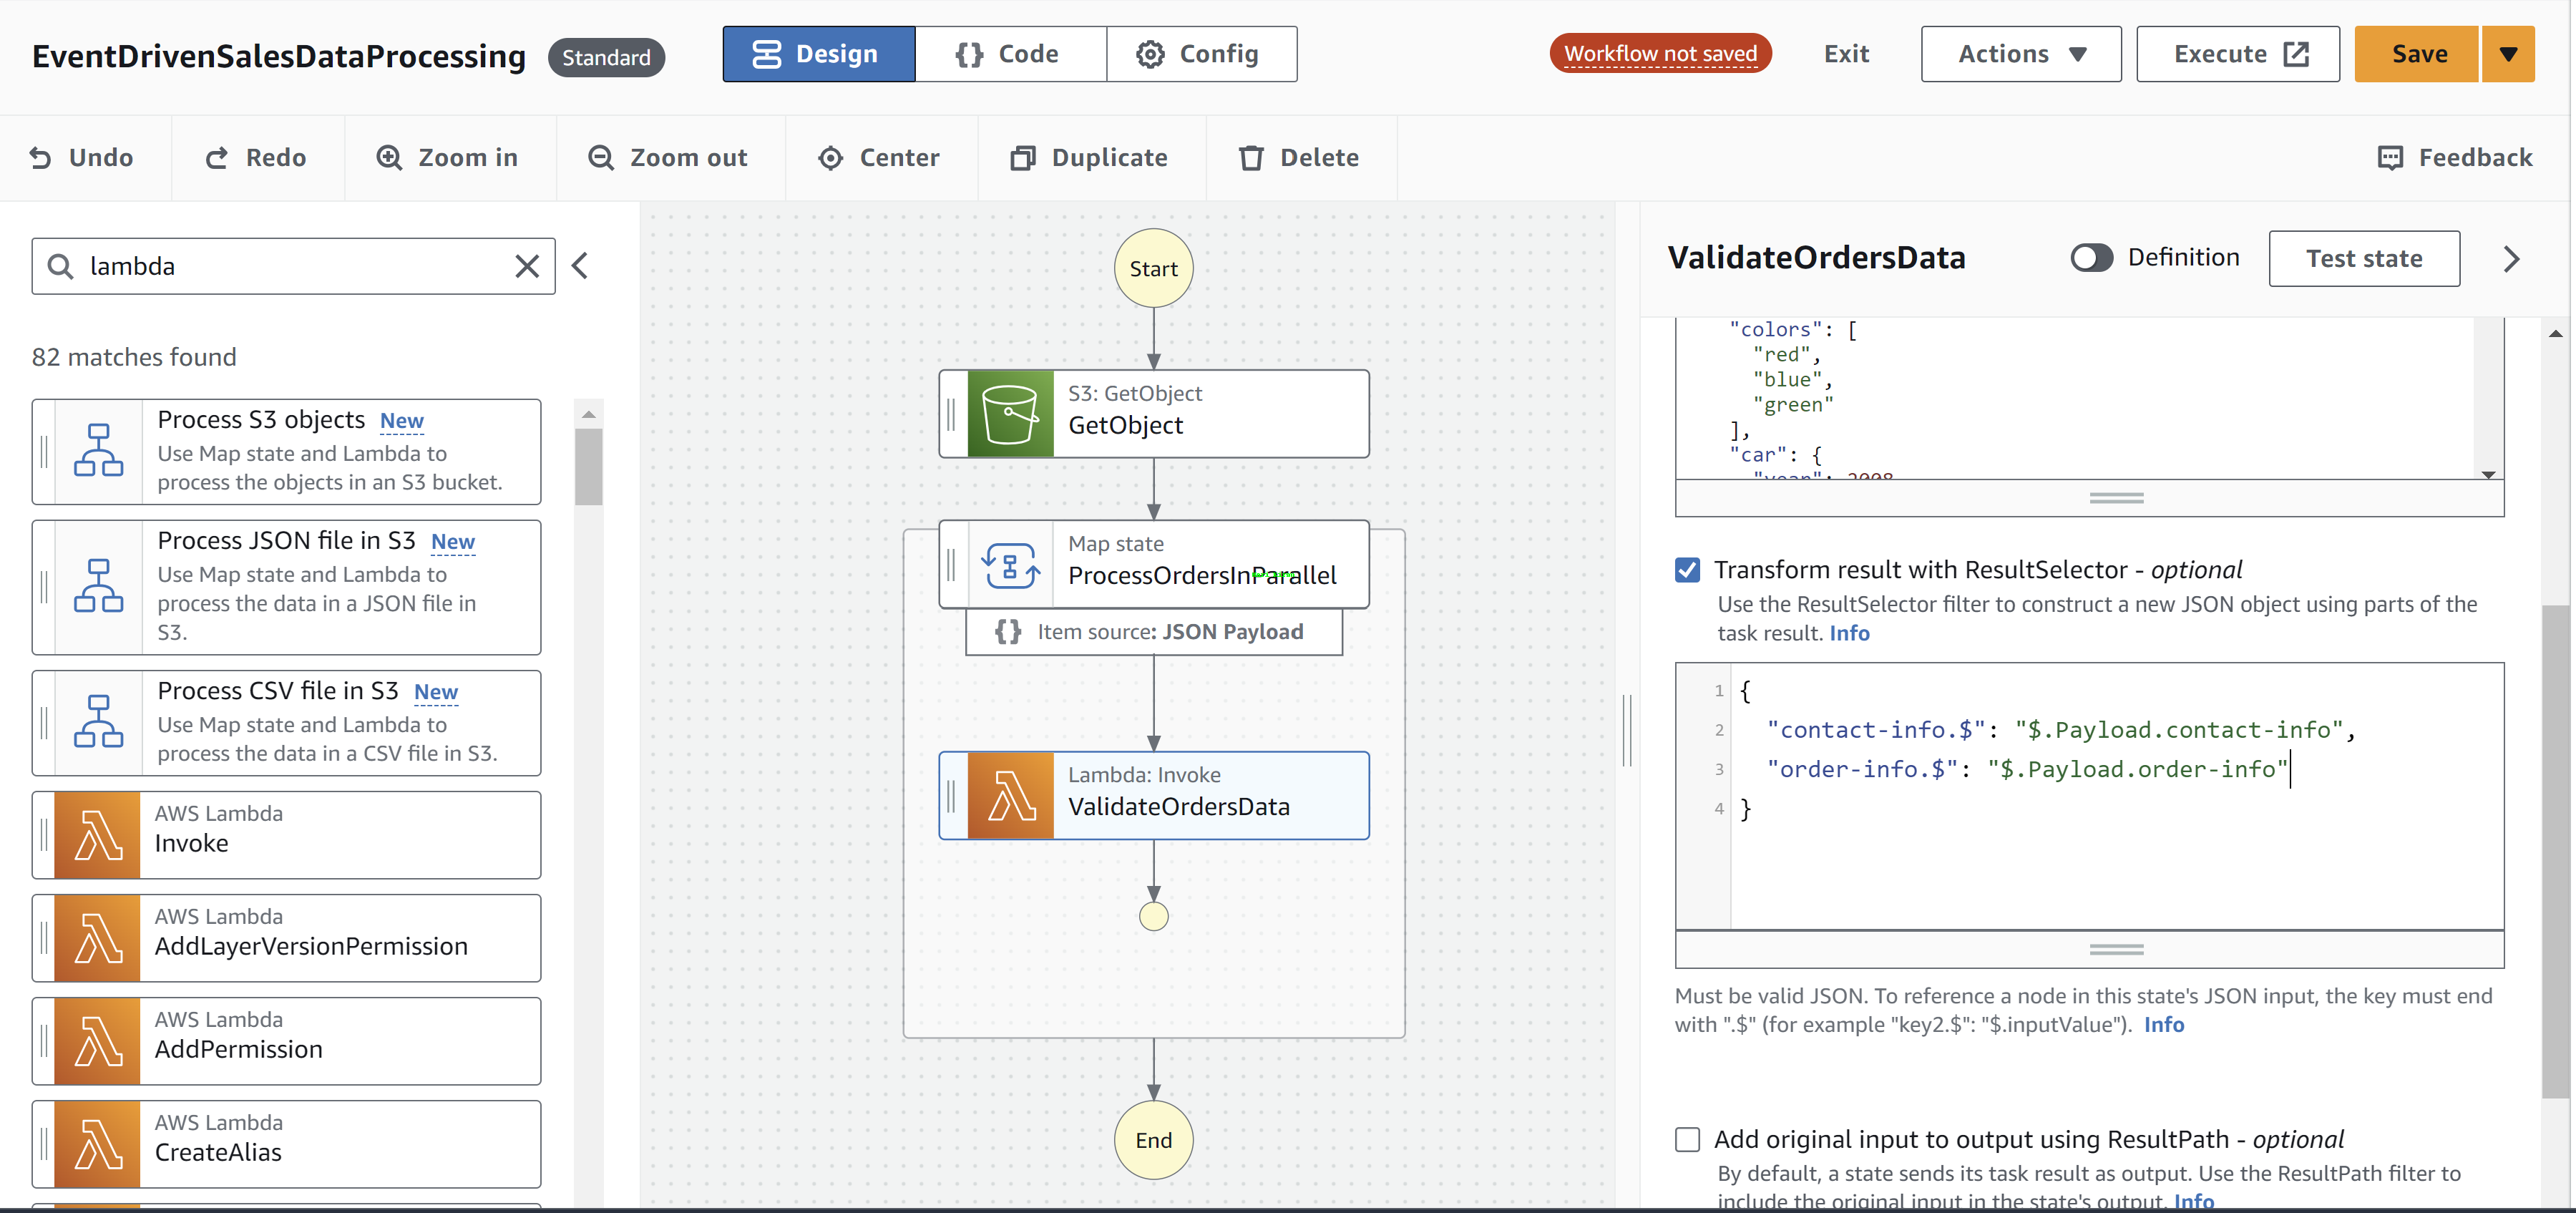 EventDrivenSalesDataProcessing Standard Design {} Code Config Workflow not saved Exit Actions Execute Save
Undo Redo Zoom in Zoom out Center Duplicate Delete Feedback
lambda
82 matches found
Process S3 objects New
Use Map state and Lambda to
process the objects in an S3 bucket.
Process JSON file in S3 New
Use Map state and Lambda to
process the data in a JSON file in
S3.
Process CSV file in S3 New
Use Map state and Lambda to
process the data in a CSV file in S3.
AWS Lambda
Invoke
AWS Lambda
AddLayerVersionPermission
AWS Lambda
AddPermission
AWS Lambda
CreateAlias
Start
S3: GetObject
GetObject
Map state
ProcessOrdersInParallel
{} Item source: JSON Payload
Lambda: Invoke
ValidateOrdersData
End
ValidateOrdersData Definition Test state
"colors": [
"red",
"blue",
"green"
],
"car": {
"year": 2008
Transform result with ResultSelector - optional
Use the ResultSelector filter to construct a new JSON object using parts of the
task result. Info
1 {
2 "contact-info.$": "$.Payload.contact-info",
3 "order-info.$": "$.Payload.order-info"
4 }
Must be valid JSON. To reference a node in this state's JSON input, the key must end
with ".$" (for example "key2.$": "$.inputValue"). Info
Add original input to output using ResultPath - optional
By default, a state sends its task result as output. Use the ResultPath filter to
include the original input in the state's output. Info